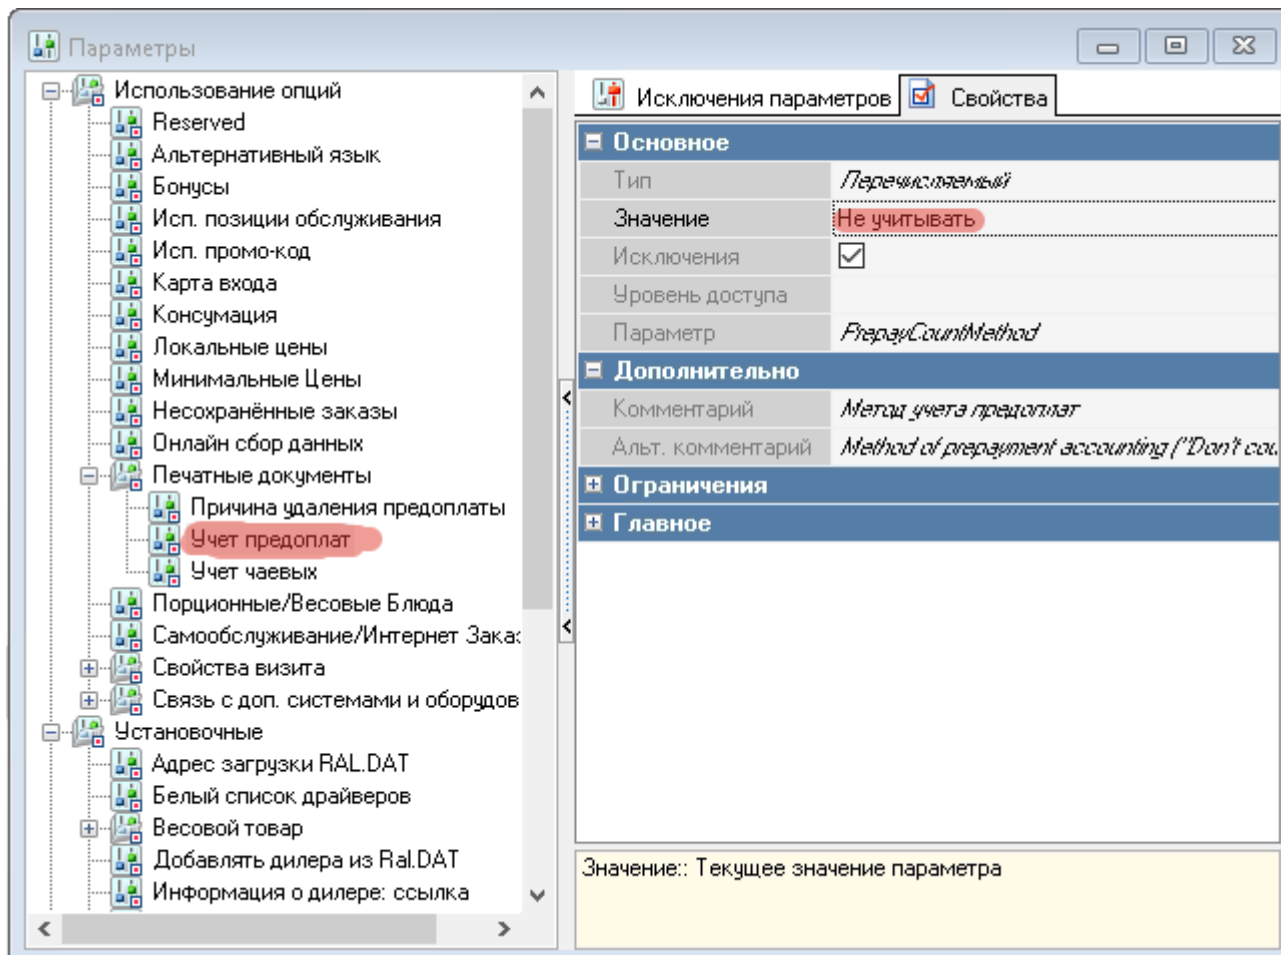 Параметры
Использование опций
Reserved
Альтернативный язык
Бонусы
Исп. позиции обслуживания
Исп. промо-код
Карта входа
Консумация
Локальные цены
Минимальные Цены
Несохранённые заказы
Онлайн сбор данных
Печатные документы
Причина удаления предоплаты
Учет предоплат
Учет чаевых
Порционные/Весовые Блюда
Самообслуживание/Интернет Заказ
Свойства визита
Связь с доп. системами и оборудов
Установочные
Адрес загрузки RAL.DAT
Белый список драйверов
Весовой товар
Добавлять дилера из Ral.DAT
Информация о дилере: ссылка
Исключения параметров Свойства
Основное
Тип Перечисляемый
Значение Не учитывать
Исключения
Уровень доступа
Параметр PrepayCountMethod
Дополнительно
Комментарий Метод учета предоплат
Альт. комментарий Method of prepayment accounting ("Don't cou
Ограничения
Главное
Значение:: Текущее значение параметра